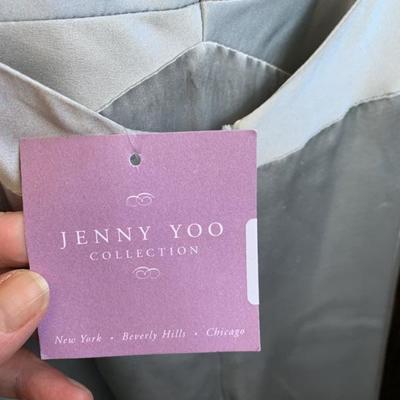 JENNY YOO
COLLECTION
New York • Beverly Hills • Chicago